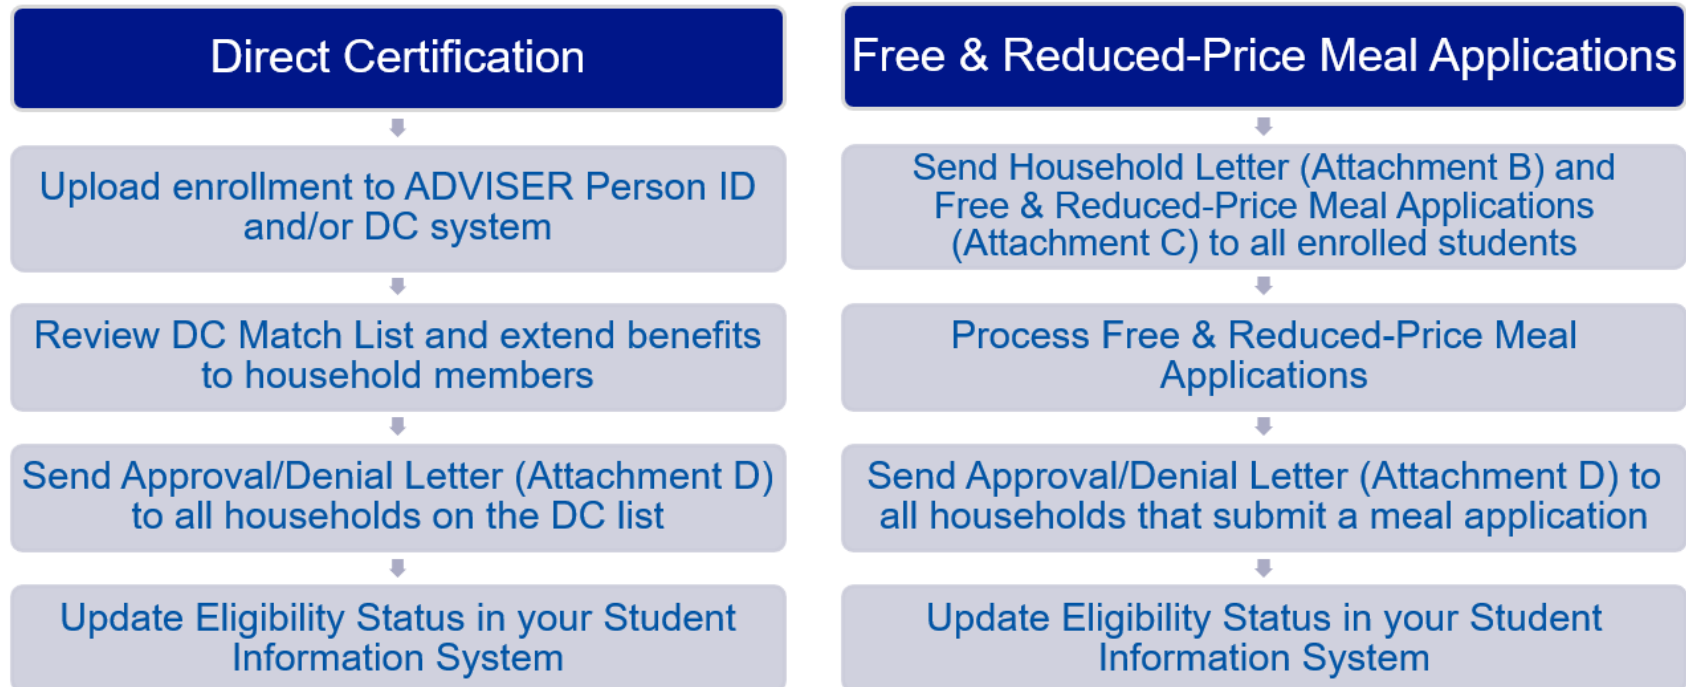 Direct Certification
Upload enrollment to ADVISER Person ID
and/or DC system
Review DC Match List and extend benefits
to household members
Send Approval/Denial Letter (Attachment D)
to all households on the DC list
Update Eligibility Status in your Student
Information System
Free & Reduced-Price Meal Applications
Send Household Letter (Attachment B) and
Free & Reduced-Price Meal Applications
(Attachment C) to all enrolled students
Process Free & Reduced-Price Meal
Applications
Send Approval/Denial Letter (Attachment D) to
all households that submit a meal application
Update Eligibility Status in your Student
Information System